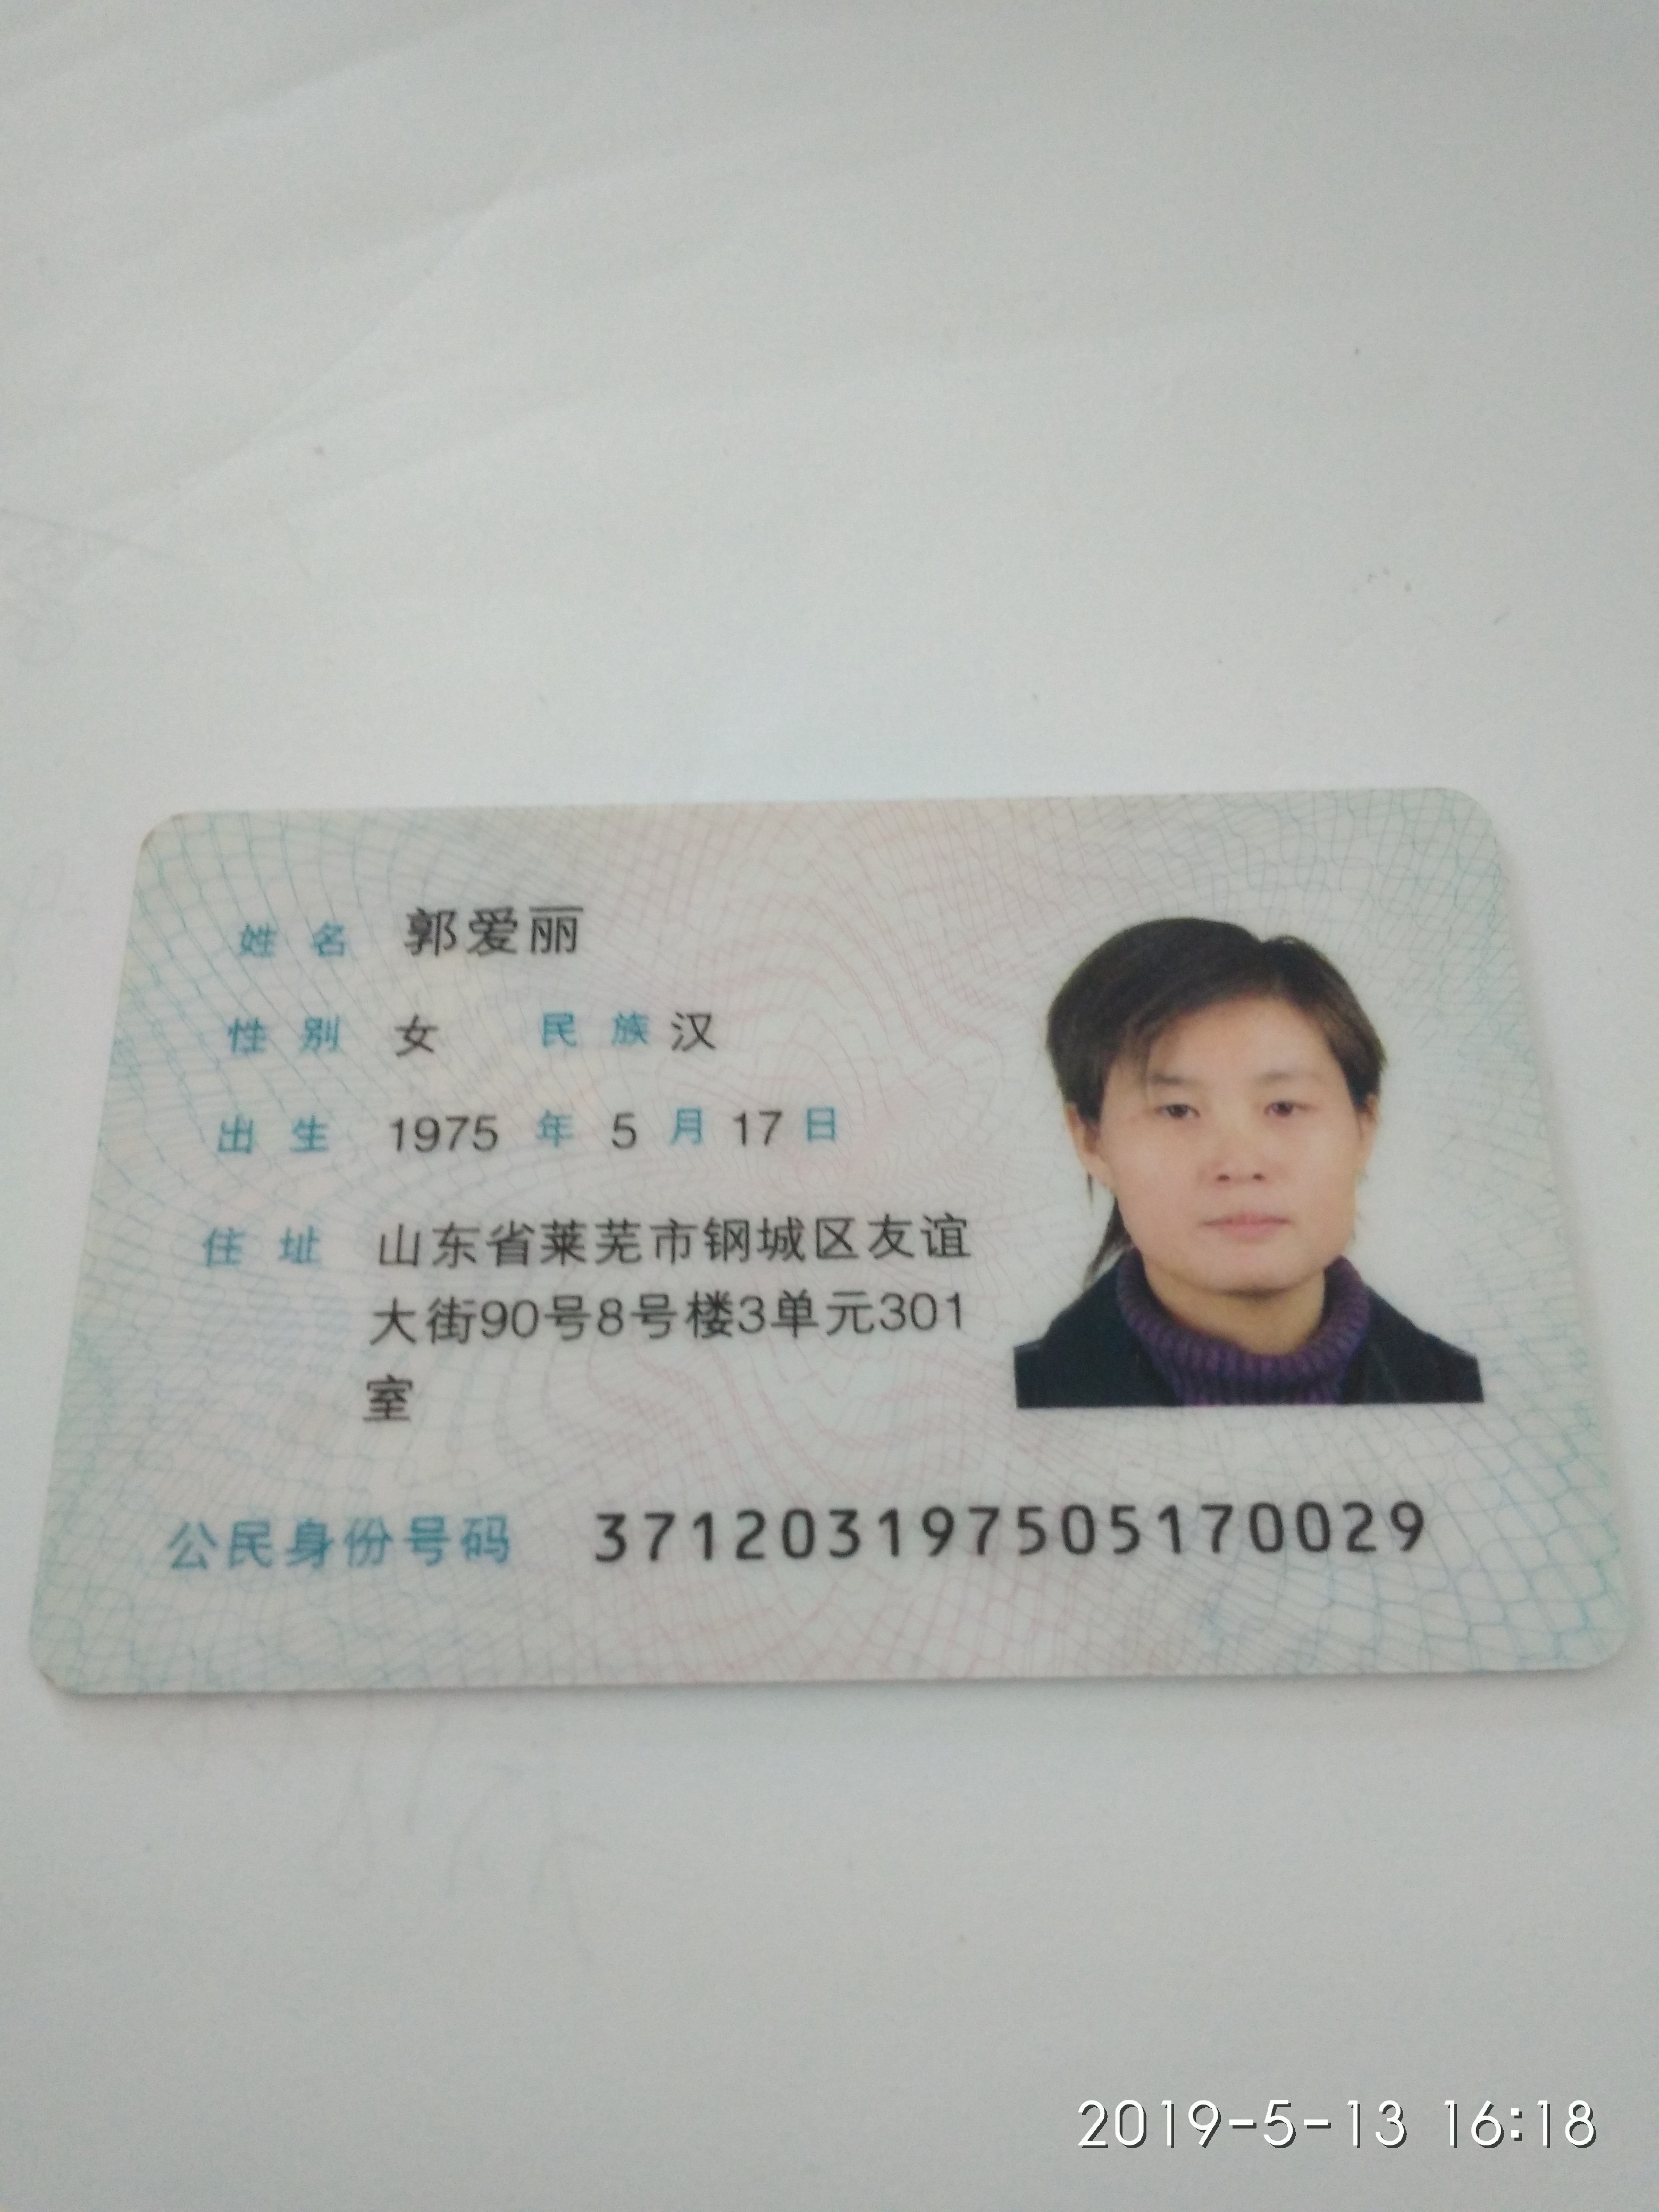 姓名 郭爱丽
性别 女 民族 汉
出生 1975 年 5 月 17 日
住址 山东省莱芜市钢城区友谊
大街90号8号楼3单元301
室
公民身份号码 371203197505170029
2019-5-13 16:18